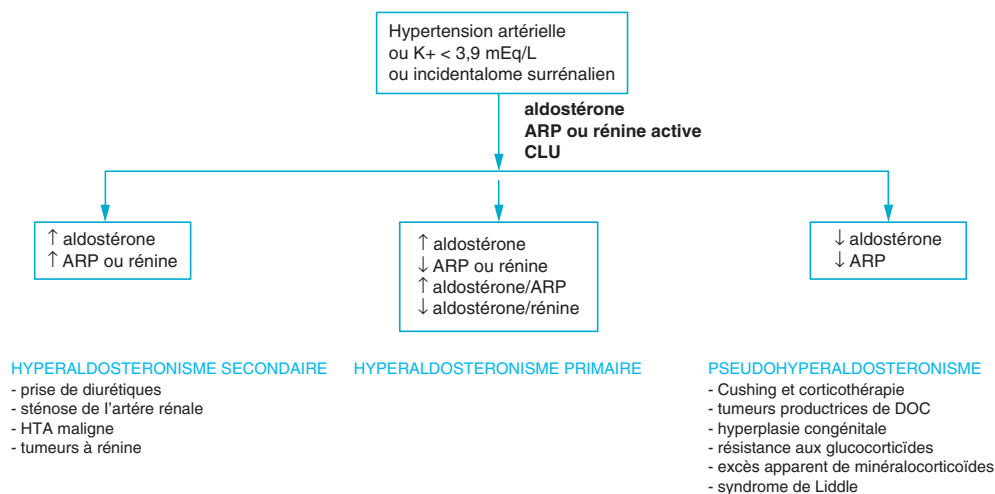 Hypertension artérielle
ou K+ < 3,9 mEq/L
ou incidentalome surrénalien
aldostérone
ARP ou rénine active
CLU
↑ aldostérone
↑ ARP ou rénine
↑ aldostérone
↓ ARP ou rénine
↑ aldostérone/ARP
↓ aldostérone/rénine
↓ aldostérone
↓ ARP
HYPERALDOSTERONISME SECONDAIRE
- prise de diurétiques
- sténose de l'artére rénale
- HTA maligne
- tumeurs à rénine
HYPERALDOSTERONISME PRIMAIRE
PSEUDOHYPERALDOSTERONISME
- Cushing et corticothérapie
- tumeurs productrices de DOC
- hyperplasie congénitale
- résistance aux glucocorticïdes
- excès apparent de minéralocorticoïdes
- syndrome de Liddle